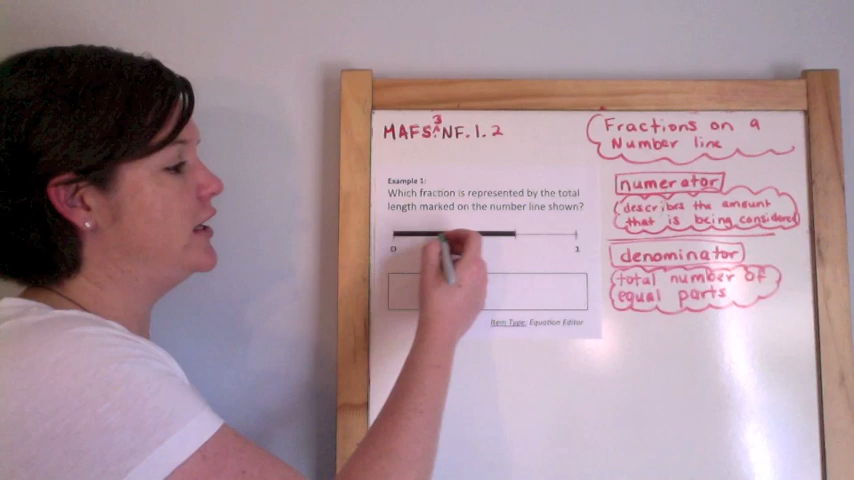 MAFS.3NF.1.2
Fractions on a
Number line
Example 1:
Which fraction is represented by the total
length marked on the number line shown?
0
1
Item Type: Equation Editor
numerator
describes the amount
that is being considered
denominator
total number of
equal parts